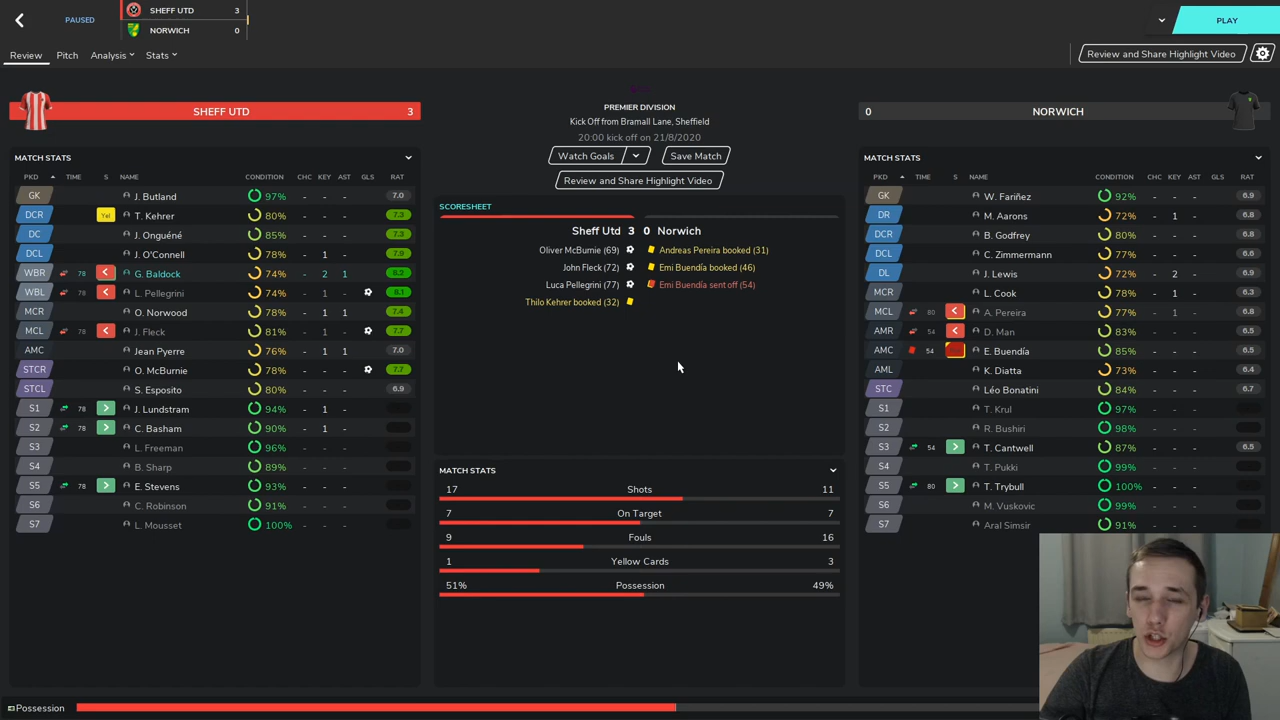 PAUSED
SHEFF UTD 3
NORWICH 0
PLAY
Review Pitch Analysis Stats
Review and Share Highlight Video
SHEFF UTD 3
PREMIER DIVISION
Kick Off from Bramall Lane, Sheffield
20:00 kick off on 21/8/2020
Watch Goals Save Match
Review and Share Highlight Video
0 NORWICH
MATCH STATS
PKD TIME S NAME CONDITION CHC KEY AST GLS RAT
GK J. Butland 97% - - - 7.0
DCR Yel T. Kehrer 80% - - - 7.3
DC J. Onguéné 85% - - - 7.3
DCL J. O'Connell 78% - 1 - 7.9
WBR 78 G. Baldock 74% - 2 1 8.2
WBL 78 L. Pellegrini 74% - 1 - 8.1
MCR O. Norwood 78% - 1 1 7.4
MCL 78 J. Fleck 81% - 1 - 7.7
AMC Jean Pyerre 76% - 1 1 7.0
STCR O. McBurnie 78% - - - 7.7
STCL S. Esposito 80% - - - 6.9
S1 78 J. Lundstram 94% - 1 -
S2 78 C. Basham 90% - 1 -
S3 L. Freeman 96% - - -
S4 B. Sharp 89% - - -
S5 78 E. Stevens 93% - - -
S6 C. Robinson 91% - - -
S7 L. Mousset 100% - - -
SCORESHEET
Sheff Utd 3 0 Norwich
Oliver McBurnie (69) Andreas Pereira booked (31)
John Fleck (72) Emi Buendía booked (46)
Luca Pellegrini (77) Emi Buendía sent off (54)
Thilo Kehrer booked (32)
MATCH STATS
17 Shots 11
7 On Target 7
9 Fouls 16
1 Yellow Cards 3
51% Possession 49%
MATCH STATS
PKD TIME S NAME CONDITION CHC KEY AST GLS RAT
GK W. Fariñez 92% - - - 6.9
DR M. Aarons 72% - 1 - 6.8
DCR B. Godfrey 80% - - - 6.8
DCL C. Zimmermann 77% - - - 6.8
DL J. Lewis 72% - 2 - 6.9
MCR L. Cook 78% - 1 - 6.3
MCL 80 A. Pereira 77% - 1 - 6.8
AMR 54 D. Man 83% - - - 6.5
AMC 54 E. Buendía 85% - - - 6.5
AML K. Diatta 73% - - - 6.4
STC Léo Bonatini 84% - - - 6.7
S1 T. Krul 97% - - -
S2 R. Bushiri 98% - - -
S3 54 T. Cantwell 87% - - - 6.5
S4 T. Pukki 99% - - -
S5 80 T. Trybull 100% - - -
S6 M. Vuskovic 99% - - -
S7 Aral Simsir 91% - - -
Possession